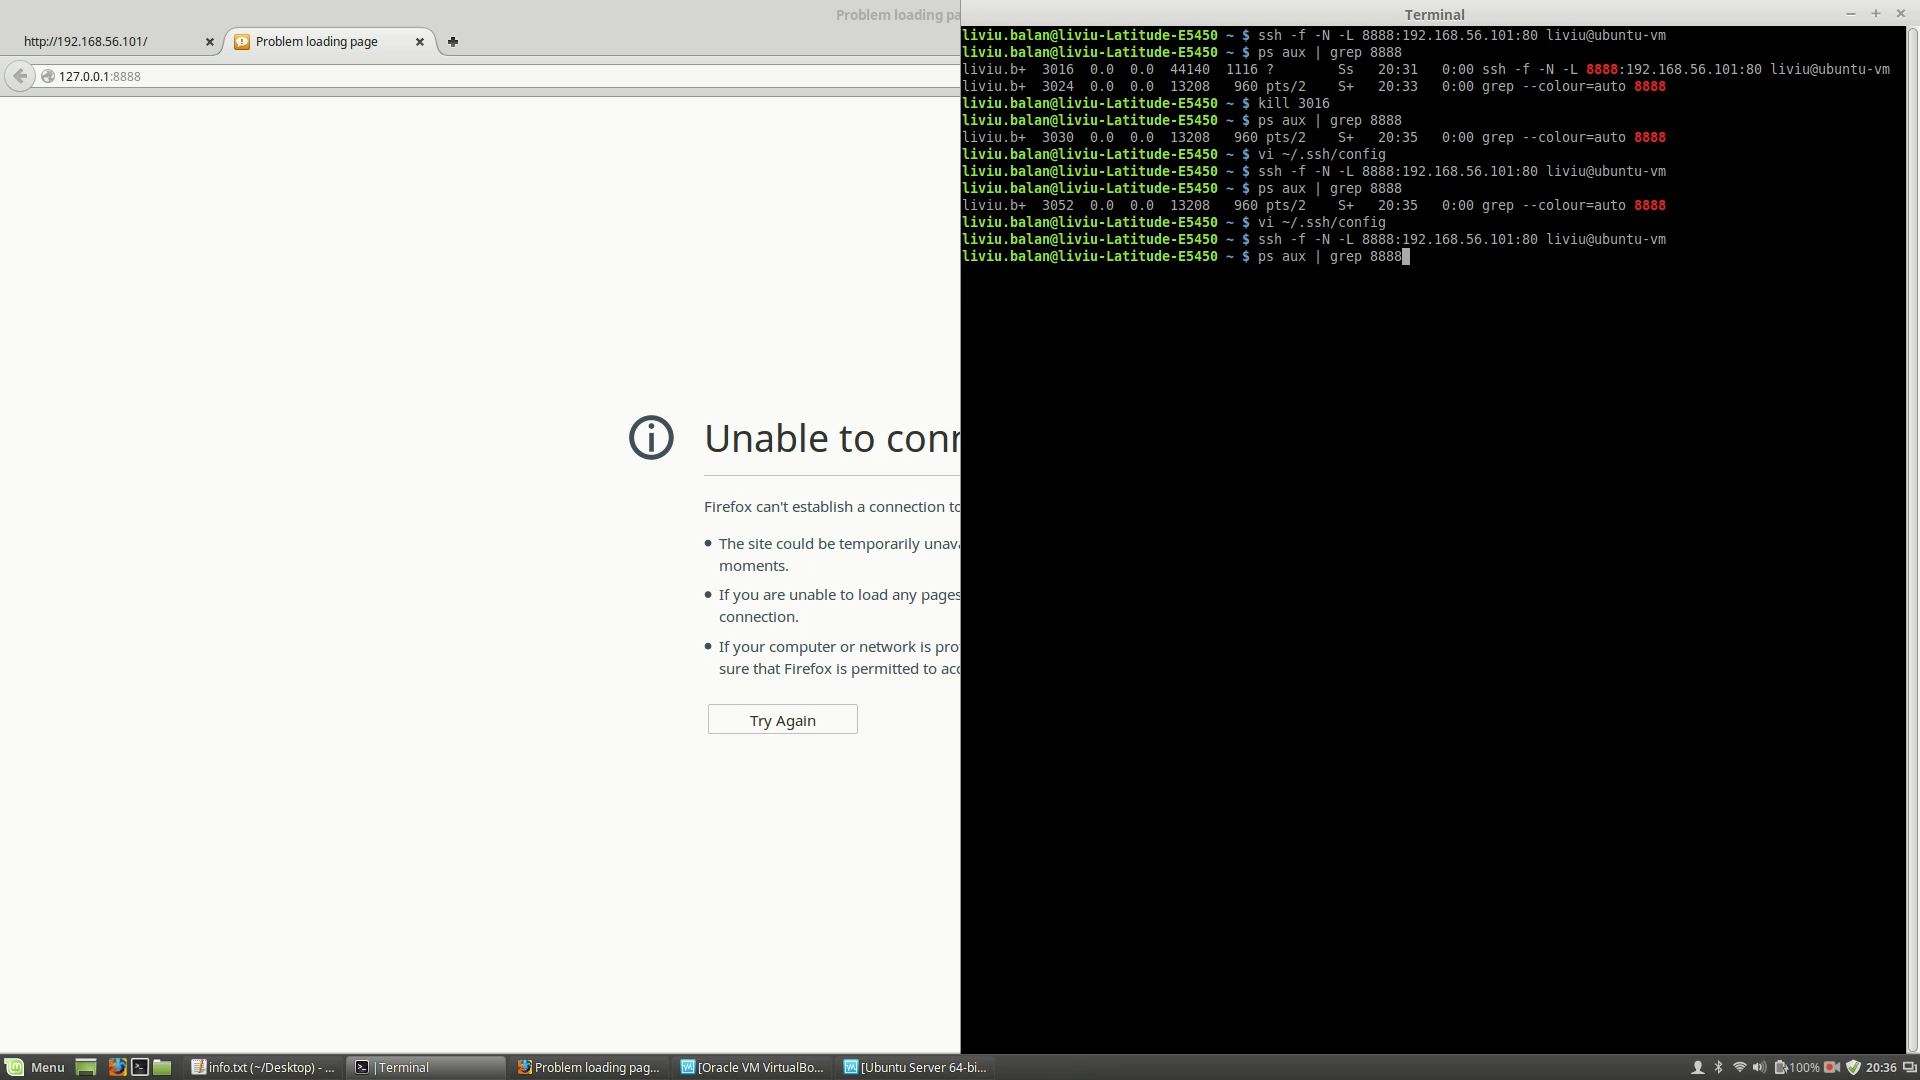 Problem loading pa
http://192.168.56.101/
Problem loading page
127.0.0.1:8888
Unable to conn
Firefox can't establish a connection to
The site could be temporarily unava
moments.
If you are unable to load any pages
connection.
If your computer or network is pro
sure that Firefox is permitted to acc
Try Again
Terminal
liviu.balan@liviu-Latitude-E5450 ~ $ ssh -f -N -L 8888:192.168.56.101:80 liviu@ubuntu-vm
liviu.balan@liviu-Latitude-E5450 ~ $ ps aux | grep 8888
liviu.b+  3016  0.0  0.0  44140  1116 ?        Ss   20:31   0:00 ssh -f -N -L 8888:192.168.56.101:80 liviu@ubuntu-vm
liviu.b+  3024  0.0  0.0  13208   960 pts/2    S+   20:33   0:00 grep --colour=auto 8888
liviu.balan@liviu-Latitude-E5450 ~ $ kill 3016
liviu.balan@liviu-Latitude-E5450 ~ $ ps aux | grep 8888
liviu.b+  3030  0.0  0.0  13208   960 pts/2    S+   20:35   0:00 grep --colour=auto 8888
liviu.balan@liviu-Latitude-E5450 ~ $ vi ~/.ssh/config
liviu.balan@liviu-Latitude-E5450 ~ $ ssh -f -N -L 8888:192.168.56.101:80 liviu@ubuntu-vm
liviu.balan@liviu-Latitude-E5450 ~ $ ps aux | grep 8888
liviu.b+  3052  0.0  0.0  13208   960 pts/2    S+   20:35   0:00 grep --colour=auto 8888
liviu.balan@liviu-Latitude-E5450 ~ $ vi ~/.ssh/config
liviu.balan@liviu-Latitude-E5450 ~ $ ssh -f -N -L 8888:192.168.56.101:80 liviu@ubuntu-vm
liviu.balan@liviu-Latitude-E5450 ~ $ ps aux | grep 8888
Menu
info.txt (~/Desktop) - ...
|Terminal
Problem loading pag...
[Oracle VM VirtualBo...
[Ubuntu Server 64-bi...
100%
20:36